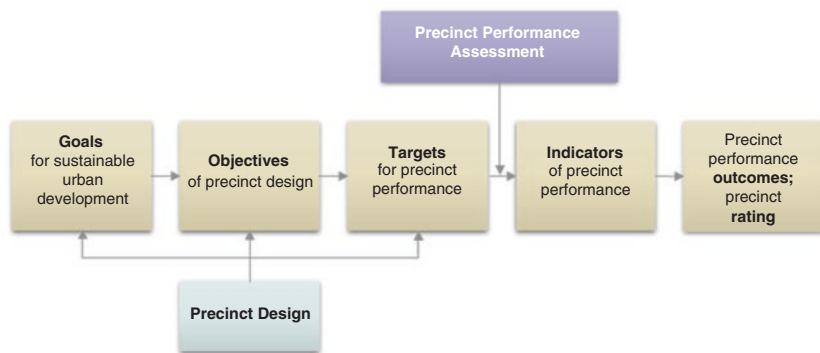 Precinct Performance
Assessment
Goals
for sustainable
urban
development
Objectives
of precinct design
Targets
for precinct
performance
Indicators
of precinct
performance
Precinct
performance
outcomes;
precinct
rating
Precinct Design